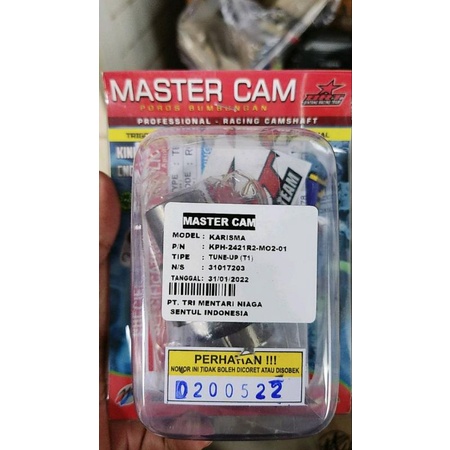 MASTER CAM
POROS BUMBUNGAN
PROFESSIONAL - RACING CAMSHAFT
TEAM
MASTER CAM
MODEL : KARISMA
P/N : KPH-2421R2-MO2-01
TIPE : TUNE-UP (T1)
N/S : 31017203
TANGGAL: 31/01/2022
PT. TRI MENTARI NIAGA
SENTUL INDONESIA
PERHATIAN !!!
NOMOR INI TIDAK BOLEH DICORET ATAU DISOBEK
D200522